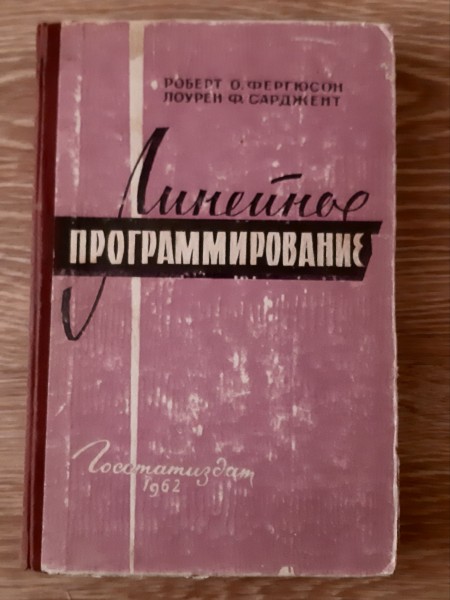 РОБЕРТ О. ФЕРГЮСОН
ЛОУРЕН Ф. САРДЖЕНТ
Линейное
ПРОГРАММИРОВАНИЕ
Госстатиздат
1962